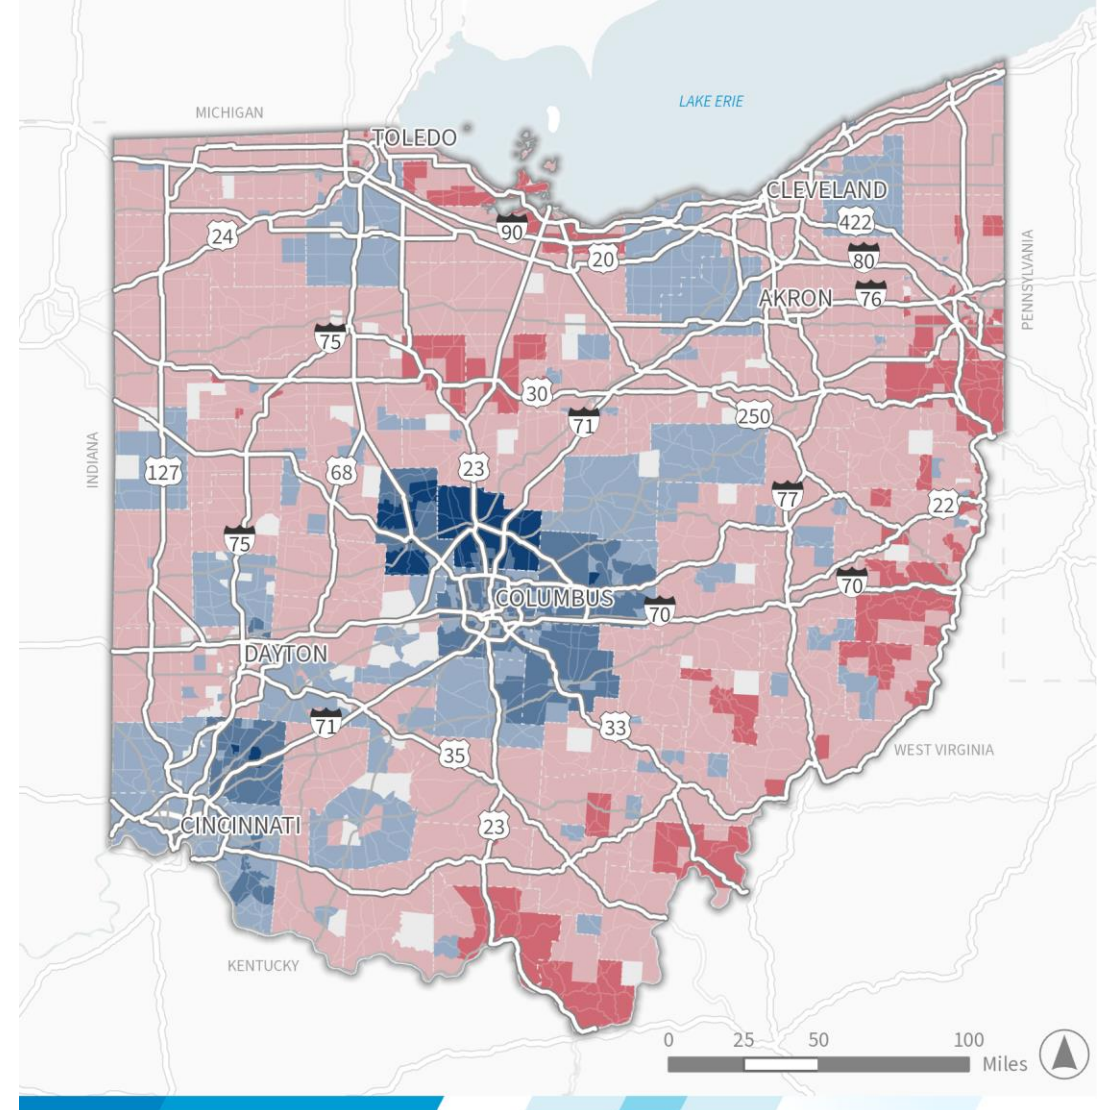 LAKE ERIE
MICHIGAN
TOLEDO
CLEVELAND
422
90
24
20
80
PENNSYLVANIA
AKRON
76
75
30
71
250
INDIANA
127
68
23
77
22
75
70
COLUMBUS
70
DAYTON
71
33
35
WEST VIRGINIA
CINCINNATI
23
KENTUCKY
0 25 50 100
Miles